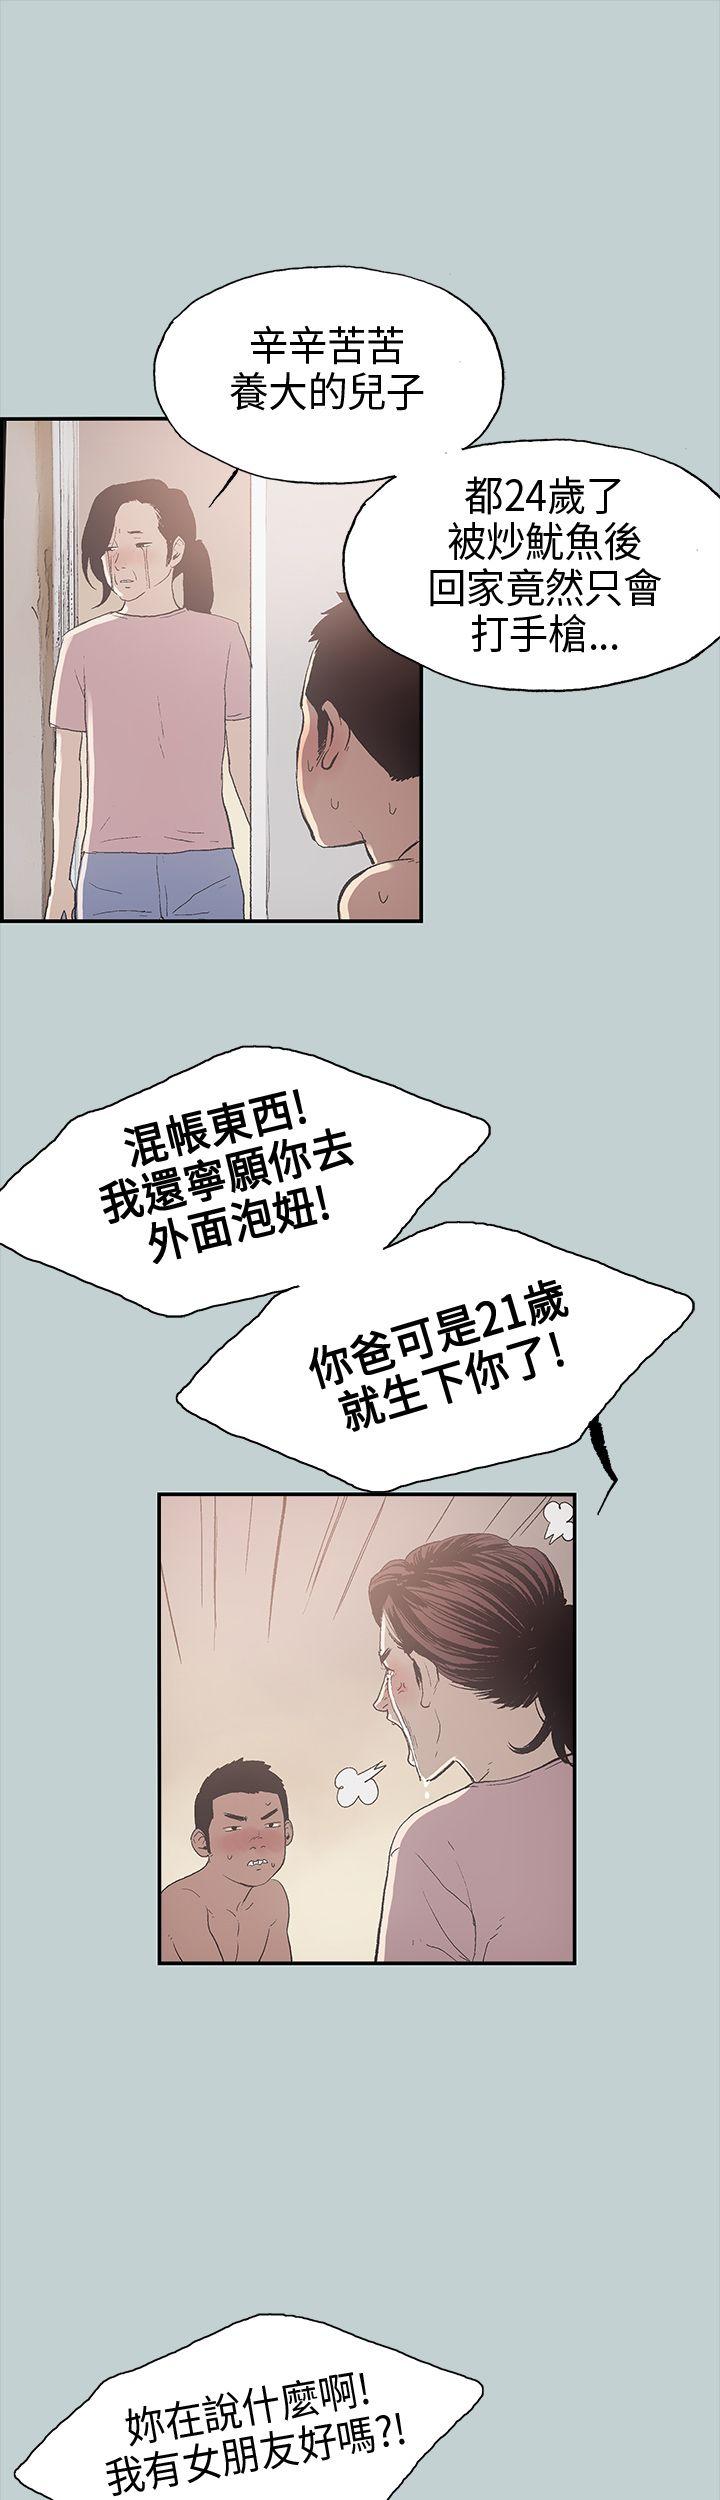 辛辛苦苦
養大的兒子
都24歲了
被炒魷魚後
回家竟然只會
打手槍...
混帳東西!
我還寧願你去
外面泡妞!
你爸可是21歲
就生下你了!
妳在說什麼啊!
我有女朋友好嗎?!